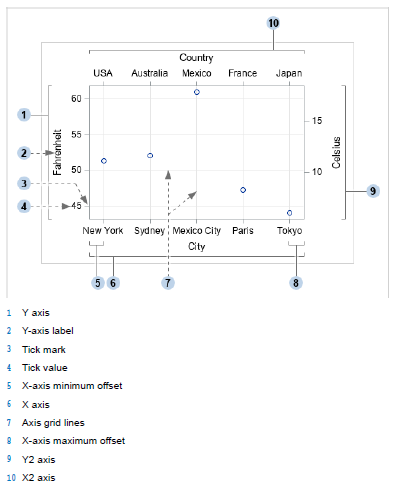 10
Country
USA Australia Mexico France Japan
60
55
50
45
Fahrenheit
15
10
Celsius
1
2
3
4
9
New York Sydney Mexico City Paris Tokyo
City
5 6 7 8
1 Y axis
2 Y-axis label
3 Tick mark
4 Tick value
5 X-axis minimum offset
6 X axis
7 Axis grid lines
8 X-axis maximum offset
9 Y2 axis
10 X2 axis